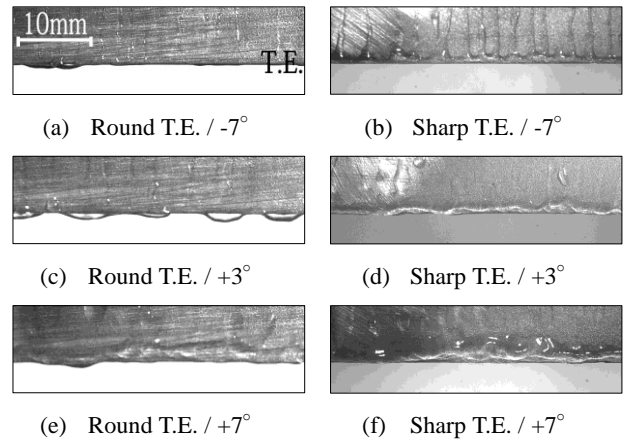 10mm
T.E.
(a) Round T.E. / -7°
(b) Sharp T.E. / -7°
(c) Round T.E. / +3°
(d) Sharp T.E. / +3°
(e) Round T.E. / +7°
(f) Sharp T.E. / +7°